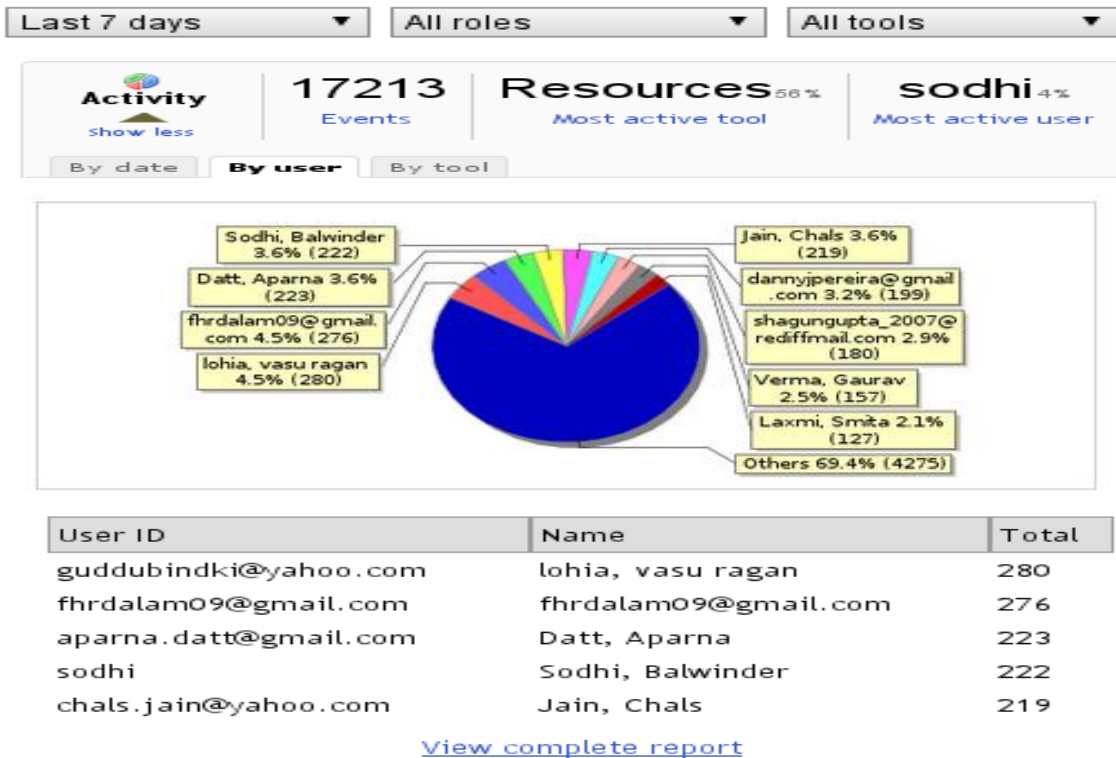 Last 7 days ▼ All roles ▼ All tools ▼
Activity 17213 Resources 56% sodhi 4%
Show less Events Most active tool Most active user
By date By user By tool
Sodhi, Balwinder
3.6% (222)
Datt, Aparna 3.6%
(223)
fhrdalam09@gmail.
com 4.5% (276)
lohia, vasu ragan
4.5% (280)
Jain, Chals 3.6%
(219)
dannyjpereira@gmail
.com 3.2% (199)
shagungupta_2007@
rediffmail.com 2.9%
(180)
Verma, Gaurav
2.5% (157)
Laxmi, Smita 2.1%
(127)
Others 69.4% (4275)
User ID Name Total
guddubindki@yahoo.com lohia, vasu ragan 280
fhrdalam09@gmail.com fhrdalam09@gmail.com 276
aparna.datt@gmail.com Datt, Aparna 223
sodhi Sodhi, Balwinder 222
chals.jain@yahoo.com Jain, Chals 219
View complete report